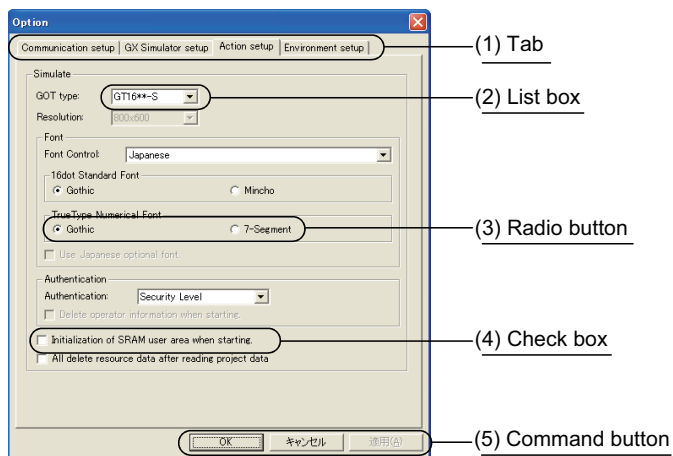 Option
Communication setup GX Simulator setup Action setup Environment setup
(1) Tab
Simulate
GOT type: GT16**-S
(2) List box
Resolution: 800x600
Font
Font Control: Japanese
16dot Standard Font
Gothic Mincho
TrueType Numerical Font
Gothic 7-Segment
(3) Radio button
Use Japanese optional font
Authentication
Authentication: Security Level
Delete operator information when starting.
Initialization of SRAM user area when starting.
(4) Check box
All delete resource data after reading project data
OK キャンセル 適用(A)
(5) Command button